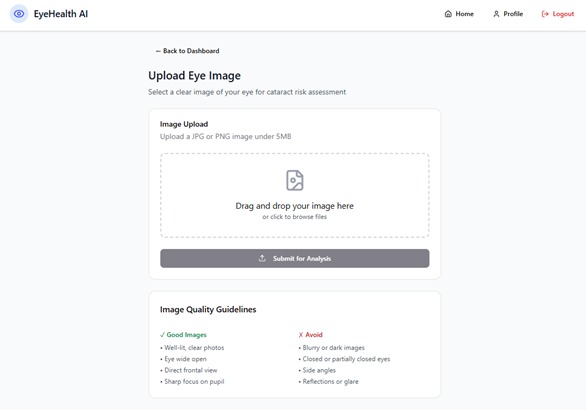 EyeHealth AI
Home
Profile
Logout
← Back to Dashboard
Upload Eye Image
Select a clear image of your eye for cataract risk assessment
Image Upload
Upload a JPG or PNG image under 5MB
Drag and drop your image here
or click to browse files
Submit for Analysis
Image Quality Guidelines
✓ Good Images
• Well-lit, clear photos
• Eye wide open
• Direct frontal view
• Sharp focus on pupil
✗ Avoid
• Blurry or dark images
• Closed or partially closed eyes
• Side angles
• Reflections or glare